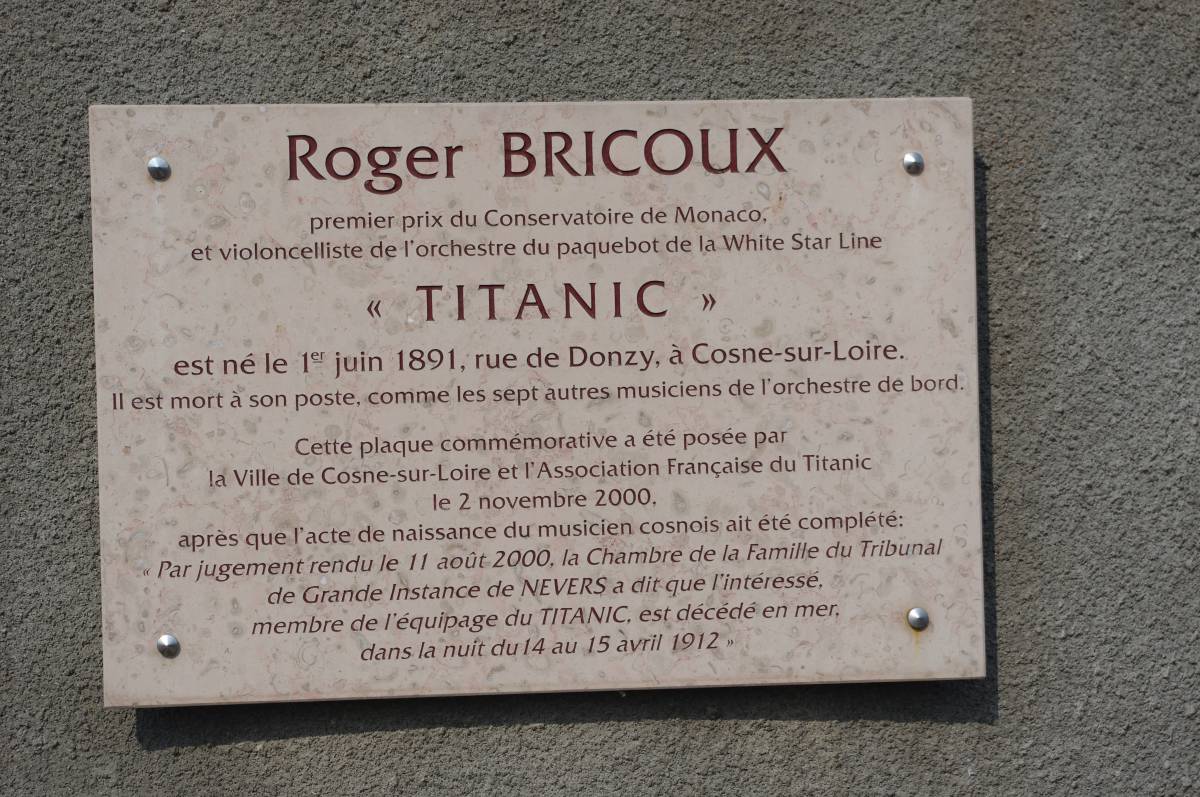 Roger BRICOUX
premier prix du Conservatoire de Monaco,
et violoncelliste de l'orchestre du paquebot de la White Star Line
« TITANIC »
est né le 1er juin 1891, rue de Donzy, à Cosne-sur-Loire.
Il est mort à son poste, comme les sept autres musiciens de l'orchestre de bord.
Cette plaque commémorative a été posée par
la Ville de Cosne-sur-Loire et l'Association Française du Titanic
le 2 novembre 2000,
après que l'acte de naissance du musicien cosnois ait été complété:
« Par jugement rendu le 11 août 2000, la Chambre de la Famille du Tribunal
de Grande Instance de NEVERS a dit que l'intéressé,
membre de l'équipage du TITANIC, est décédé en mer,
dans la nuit du14 au 15 avril 1912 »